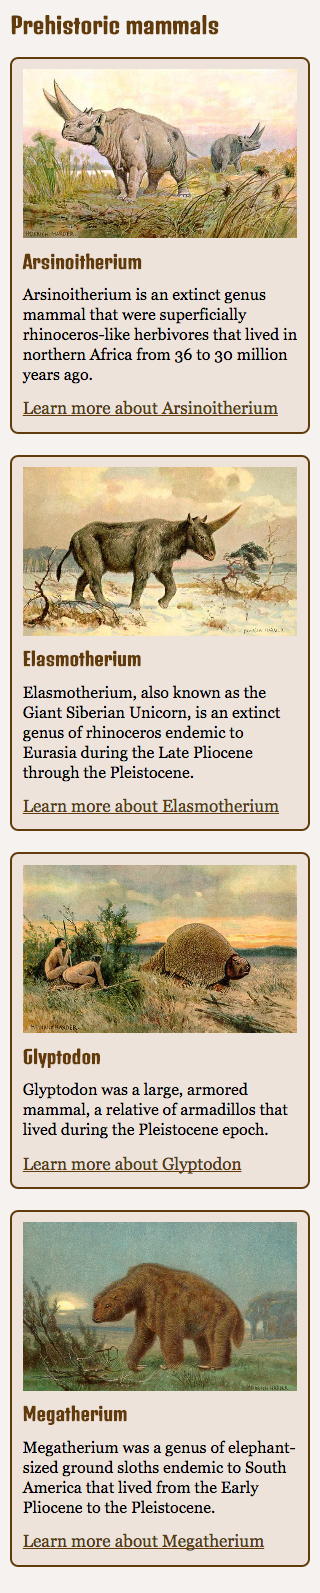 Prehistoric mammals
HEINRICH HARDER
Arsinoitherium
Arsinoitherium is an extinct genus
mammal that were superficially
rhinoceros-like herbivores that lived in
northern Africa from 36 to 30 million
years ago.
Learn more about Arsinoitherium
Elasmotherium
Elasmotherium, also known as the
Giant Siberian Unicorn, is an extinct
genus of rhinoceros endemic to
Eurasia during the Late Pliocene
through the Pleistocene.
Learn more about Elasmotherium
HEINRICH HARDER
Glyptodon
Glyptodon was a large, armored
mammal, a relative of armadillos that
lived during the Pleistocene epoch.
Learn more about Glyptodon
HEINRICH HARDER
Megatherium
Megatherium was a genus of elephant-
sized ground sloths endemic to South
America that lived from the Early
Pliocene to the Pleistocene.
Learn more about Megatherium